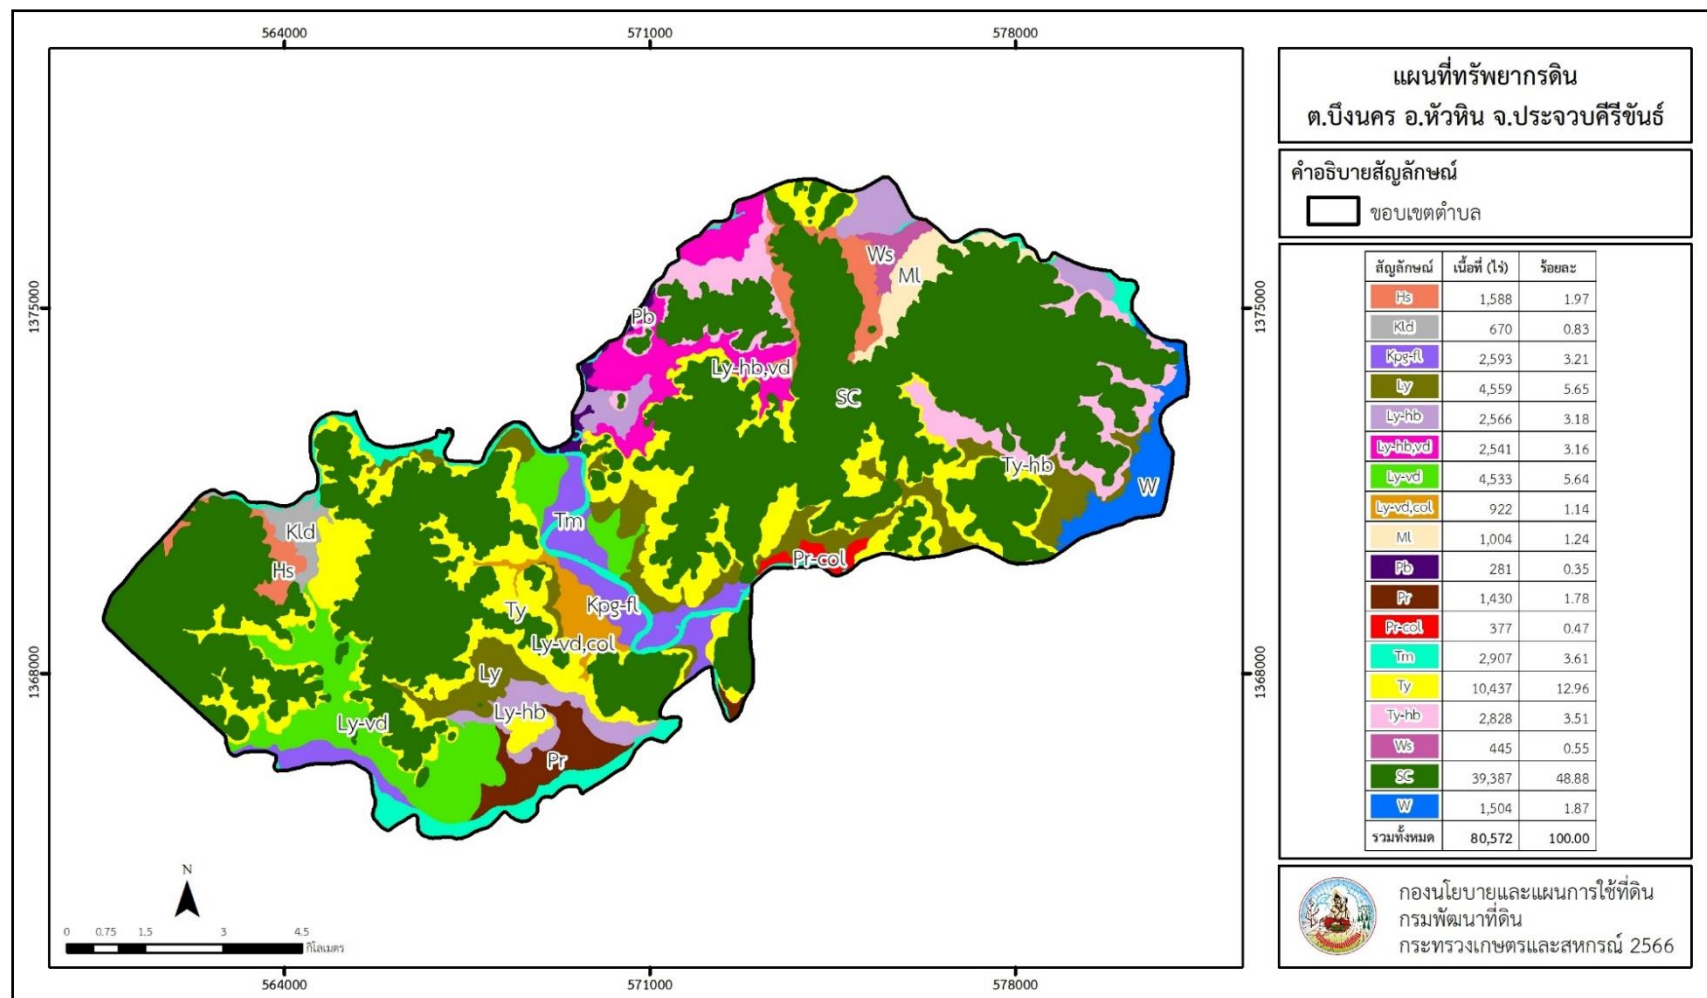 564000
571000
578000
1375000
1368000
1375000
1368000
564000
571000
578000
Ws
Ml
Pb
Ly-hb,vd
SC
Ty-hb
W
Kld
Tm
Hs
Pr-col
Kpg-fl
Ty
Ly-vd,col
Ly
Ly-hb
Ly-vd
Pr
N
0 0.75 1.5 3 4.5
กิโลเมตร
แผนที่ทรัพยากรดิน
ต.บึงนคร อ.หัวหิน จ.ประจวบคีรีขันธ์
คำอธิบายสัญลักษณ์
ขอบเขตตำบล
สัญลักษณ์ เนื้อที่ (ไร่) ร้อยละ
Hs 1,588 1.97
Kld 670 0.83
Kpg-fl 2,593 3.21
Ly 4,559 5.65
Ly-hb 2,566 3.18
Ly-hb,vd 2,541 3.16
Ly-vd 4,533 5.64
Ly-vd,col 922 1.14
Ml 1,004 1.24
Pb 281 0.35
Pr 1,430 1.78
Pr-col 377 0.47
Tm 2,907 3.61
Ty 10,437 12.96
Ty-hb 2,828 3.51
Ws 445 0.55
SC 39,387 48.88
W 1,504 1.87
รวมทั้งหมด 80,572 100.00
กองนโยบายและแผนการใช้ที่ดิน
กรมพัฒนาที่ดิน
กระทรวงเกษตรและสหกรณ์ 2566